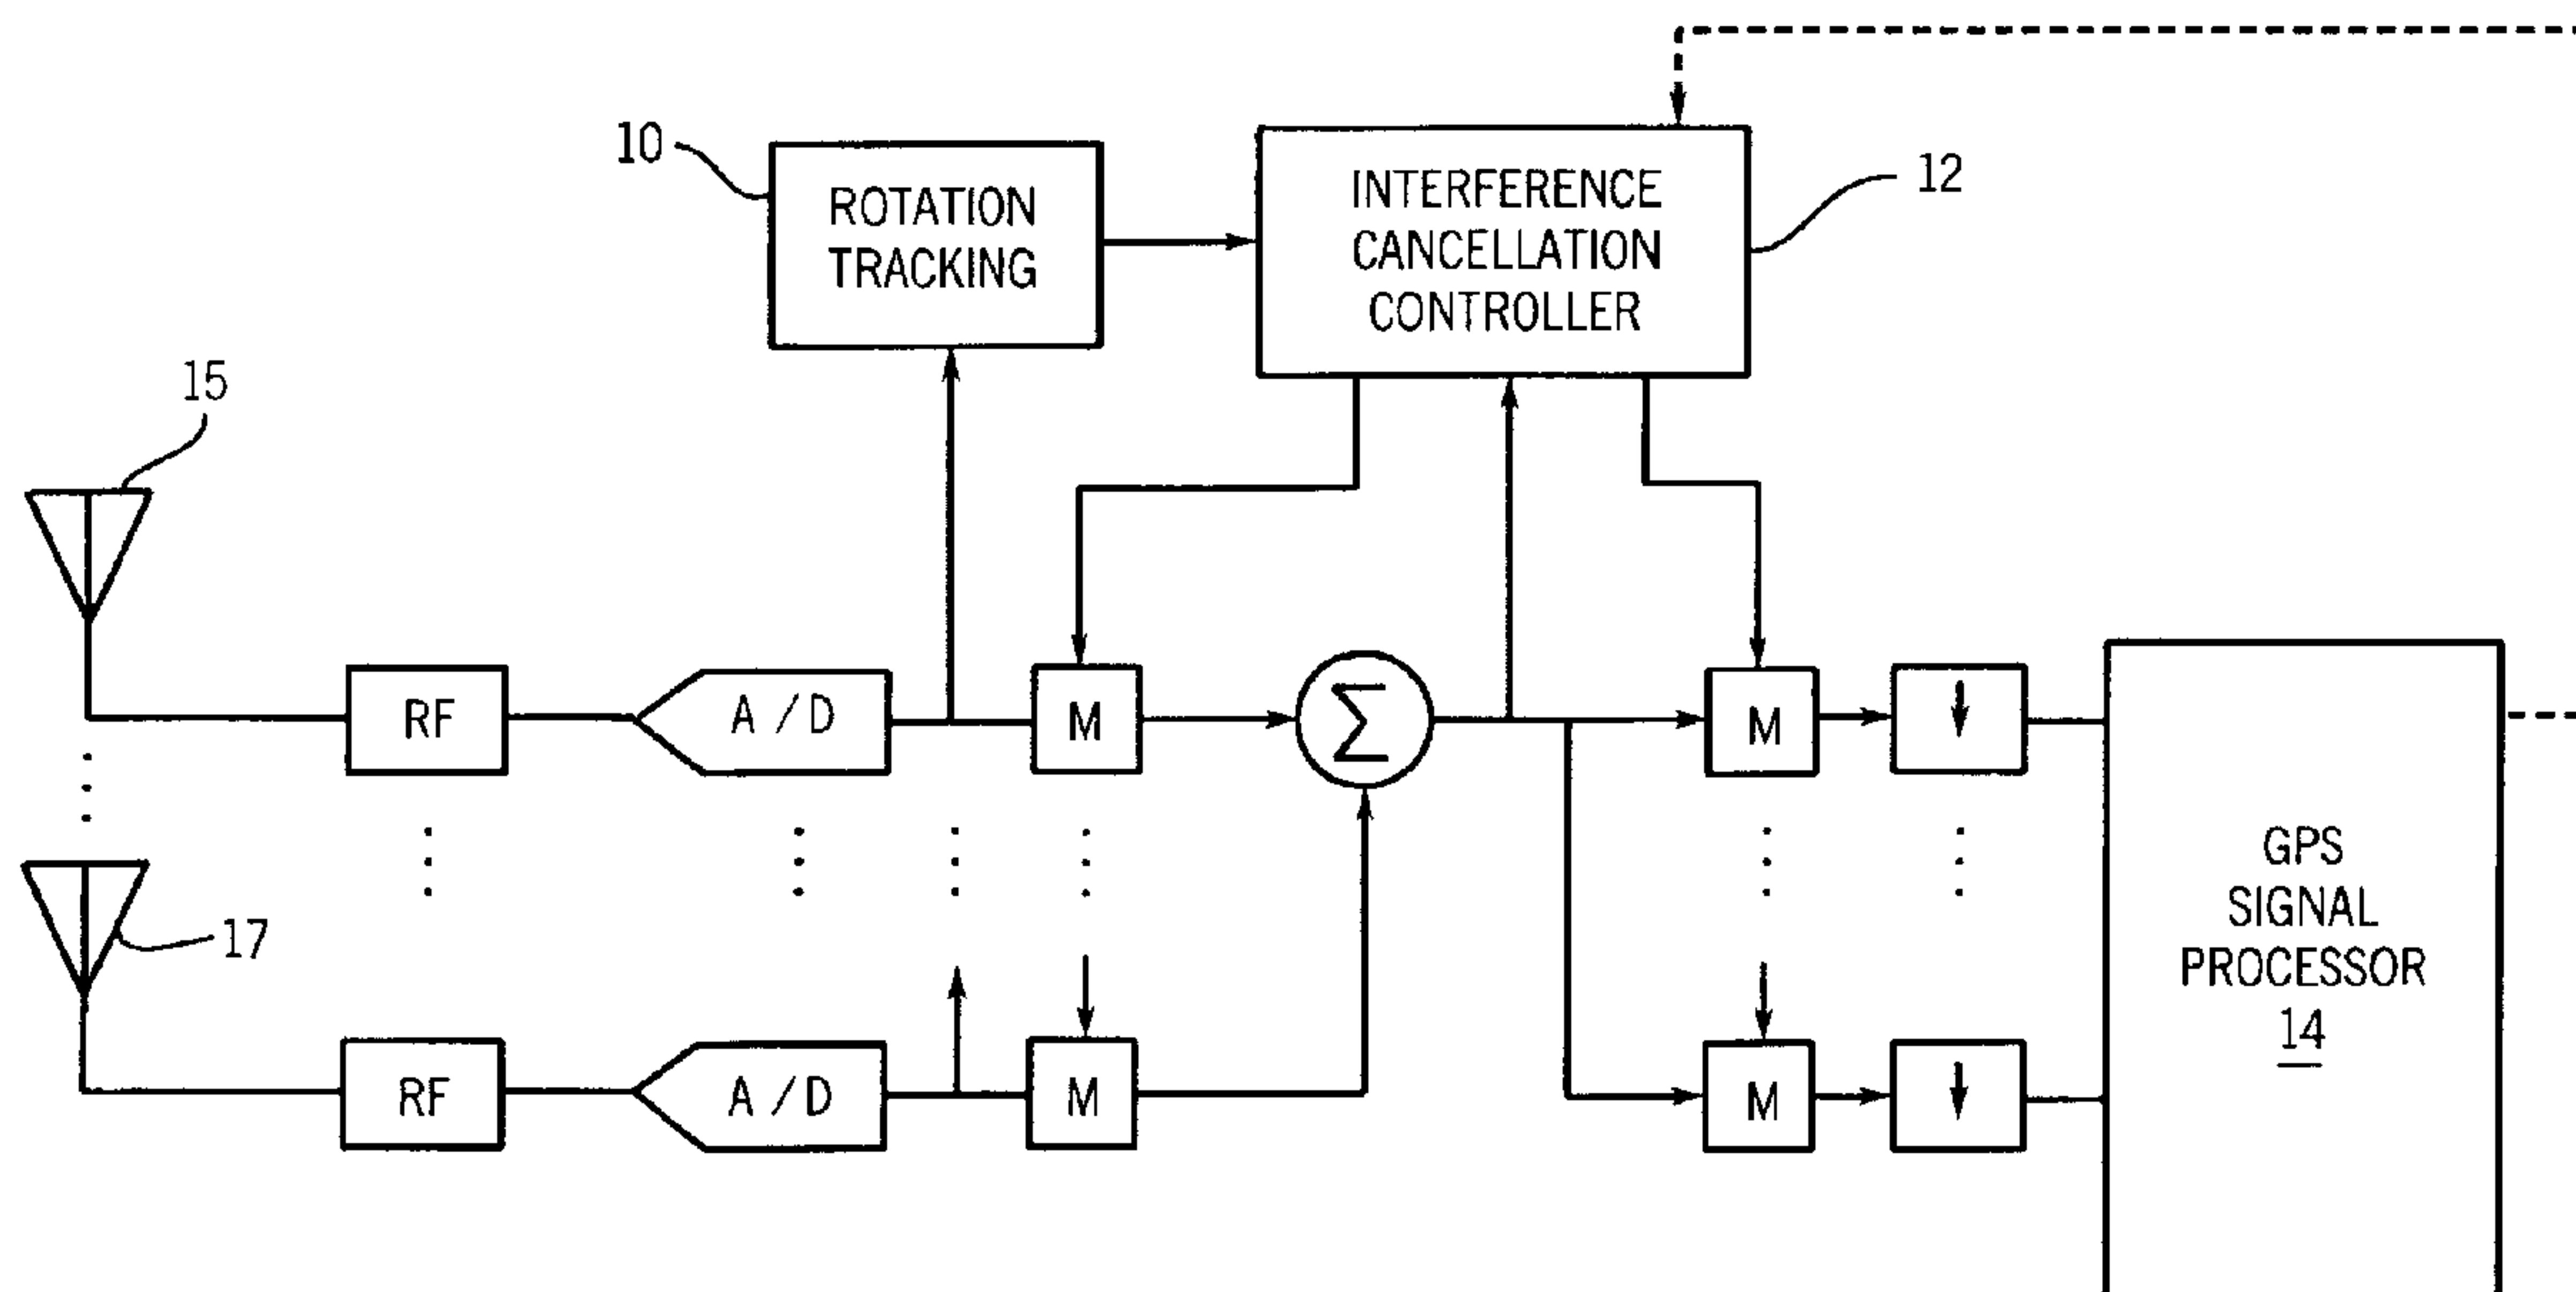 10
ROTATION
TRACKING
INTERFERENCE
CANCELLATION
CONTROLLER
12
15
RF
A/D
M
Σ
M
17
RF
A/D
M
M
GPS
SIGNAL
PROCESSOR
14